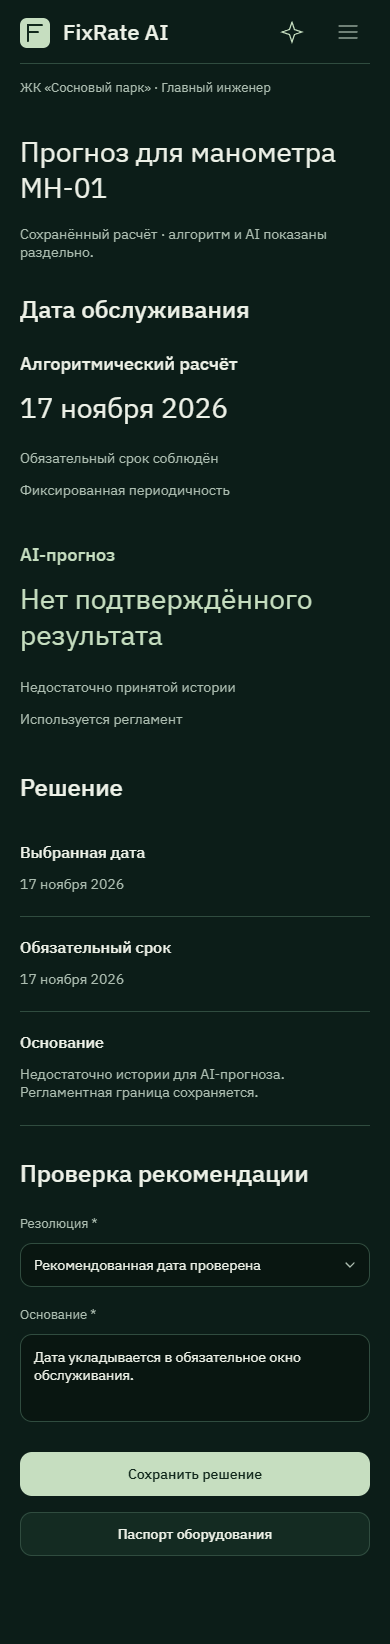 FixRate AI
ЖК «Сосновый парк» · Главный инженер
Прогноз для манометра
МН-01
Сохранённый расчёт · алгоритм и AI показаны
раздельно.
Дата обслуживания
Алгоритмический расчёт
17 ноября 2026
Обязательный срок соблюдён
Фиксированная периодичность
AI-прогноз
Нет подтверждённого
результата
Недостаточно принятой истории
Используется регламент
Решение
Выбранная дата
17 ноября 2026
Обязательный срок
17 ноября 2026
Основание
Недостаточно истории для AI-прогноза.
Регламентная граница сохраняется.
Проверка рекомендации
Резолюция *
Рекомендованная дата проверена
Основание *
Дата укладывается в обязательное окно
обслуживания.
Сохранить решение
Паспорт оборудования